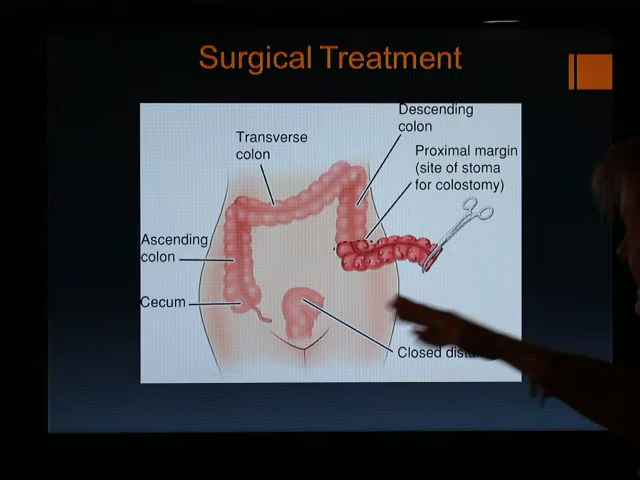 Surgical Treatment
Descending
colon
Transverse
colon
Proximal margin
(site of stoma
for colostomy)
Ascending
colon
Cecum
Closed